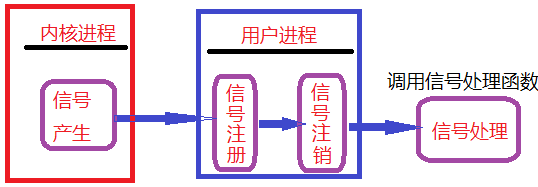 内核进程
信号
产生
用户进程
信
号
注
册
信
号
注
销
调用信号处理函数
信号处理